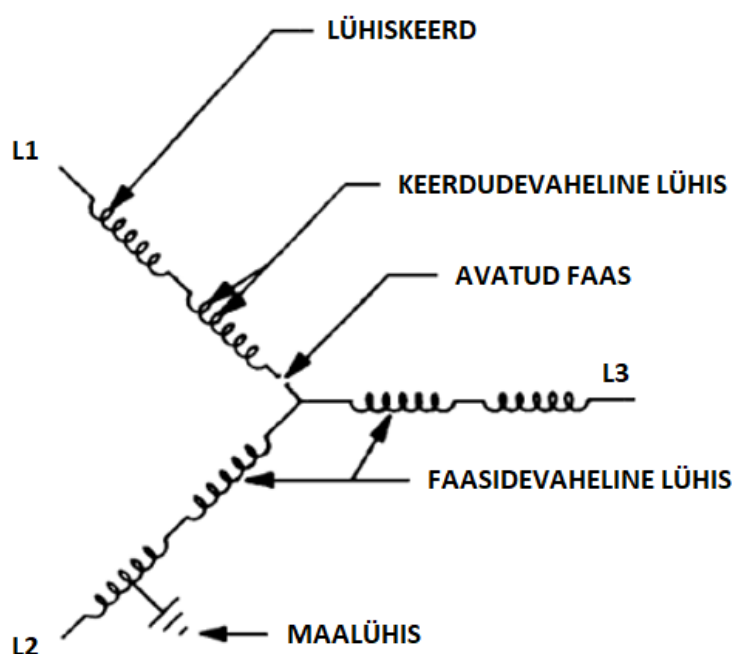 LÜHISKEERD
L1
KEERDUDEVAHELINE LÜHIS
AVATUD FAAS
L3
FAASIDEVAHELINE LÜHIS
MAALÜHIS
L2